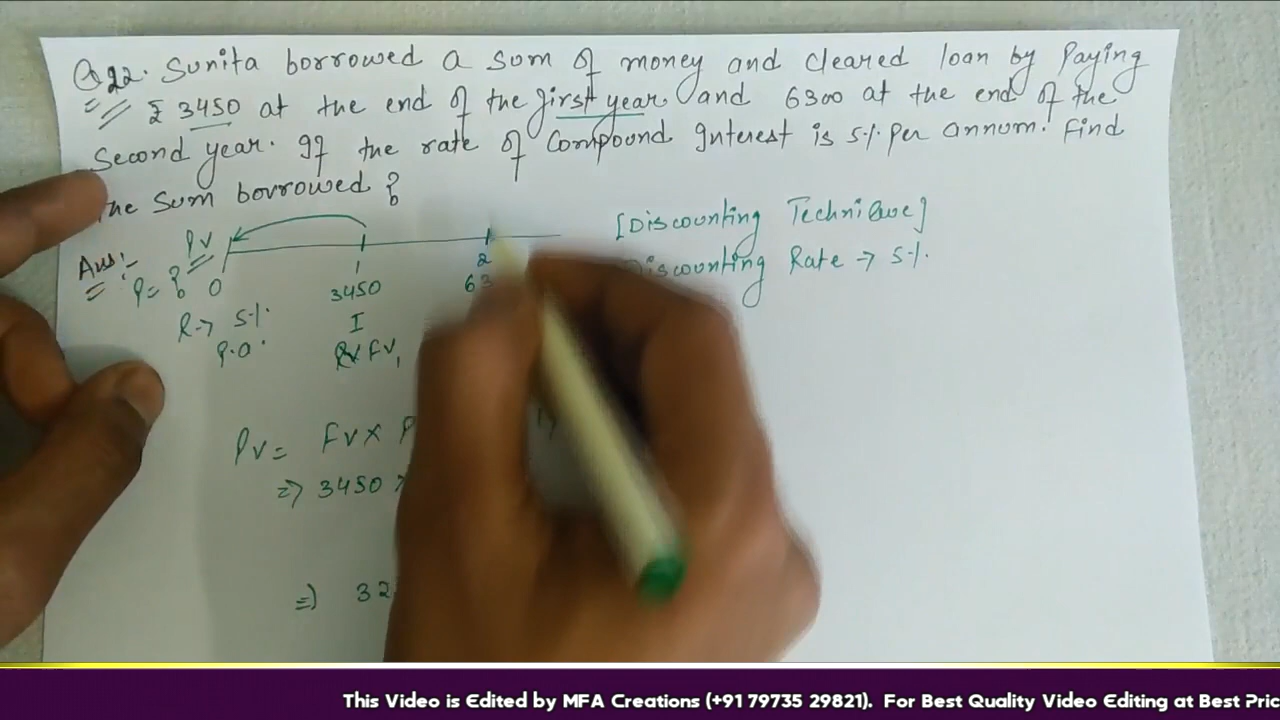 Q22. Sunita borrowed a sum of money and cleared loan by Paying
₹ 3450 at the end of the first year and 6300 at the end of the
Second year. If the rate of Compound Interest is 5% per annum. Find
the Sum borrowed ?
[Discounting Technique]
Discounting Rate → 5%.
Ans:-
PV
P= ? 0 1 2
3450 63
R→ 5%
P.a.
I
FV1
PV= FV x P
=> 3450 x
=> 32
This Video is Edited by MFA Creations (+91 79735 29821). For Best Quality Video Editing at Best Pric